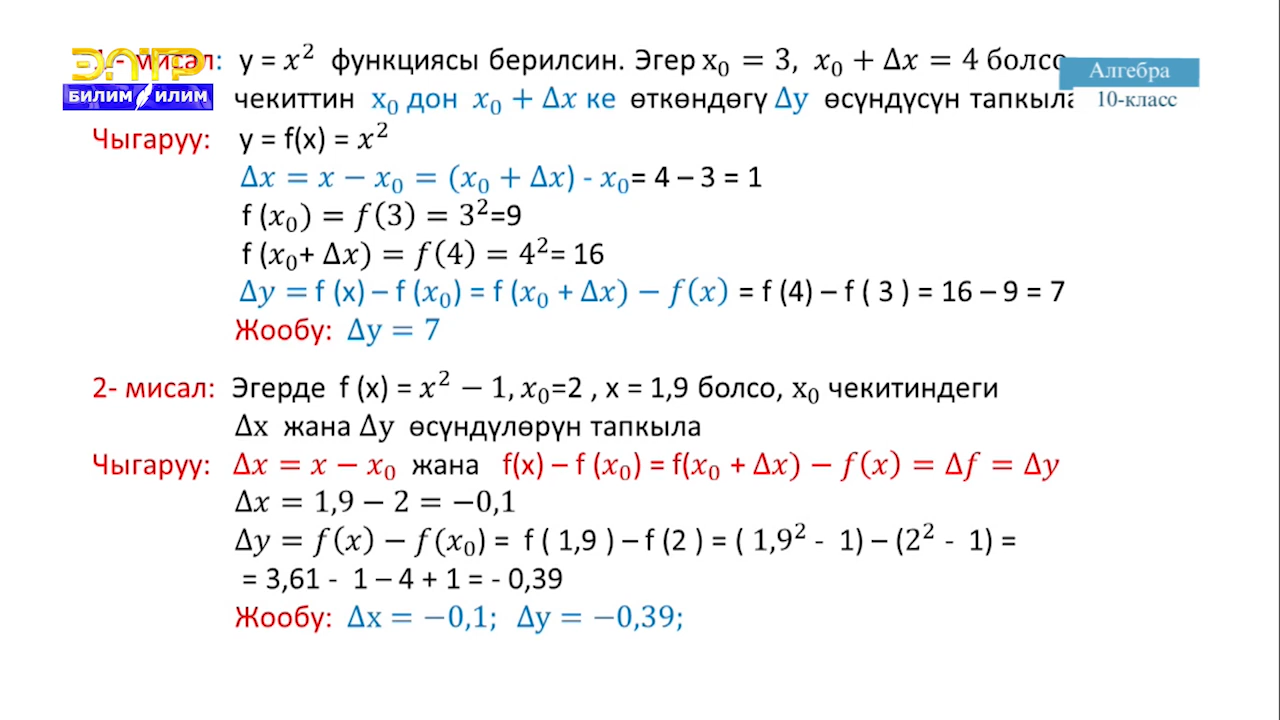 ЭЛТР
БИЛИМ ИЛИМ
Алгебра
10-класс
- мисал: y = x² функциясы берилсин. Эгер x₀ = 3, x₀ + Δx = 4 болсо
чекиттин x₀ дон x₀ + Δx ке өткөндөгү Δy өсүндүсүн тапкыла
Чыгаруу: y = f(x) = x²
Δx = x − x₀ = (x₀ + Δx) - x₀= 4 – 3 = 1
f (x₀) = f(3) = 3²=9
f (x₀+ Δx) = f(4) = 4²= 16
Δy = f (x) – f (x₀) = f (x₀ + Δx) − f(x) = f (4) – f ( 3 ) = 16 – 9 = 7
Жообу: Δy = 7
2- мисал: Эгерде f (x) = x² − 1, x₀=2 , x = 1,9 болсо, x₀ чекитиндеги
Δx жана Δy өсүндүлөрүн тапкыла
Чыгаруу: Δx = x − x₀ жана f(x) – f (x₀) = f(x₀ + Δx) − f(x) = Δf = Δy
Δx = 1,9 − 2 = −0,1
Δy = f(x) − f(x₀) = f ( 1,9 ) – f (2 ) = ( 1,9² - 1) – (2² - 1) =
= 3,61 - 1 – 4 + 1 = - 0,39
Жообу: Δx = −0,1; Δy = −0,39;